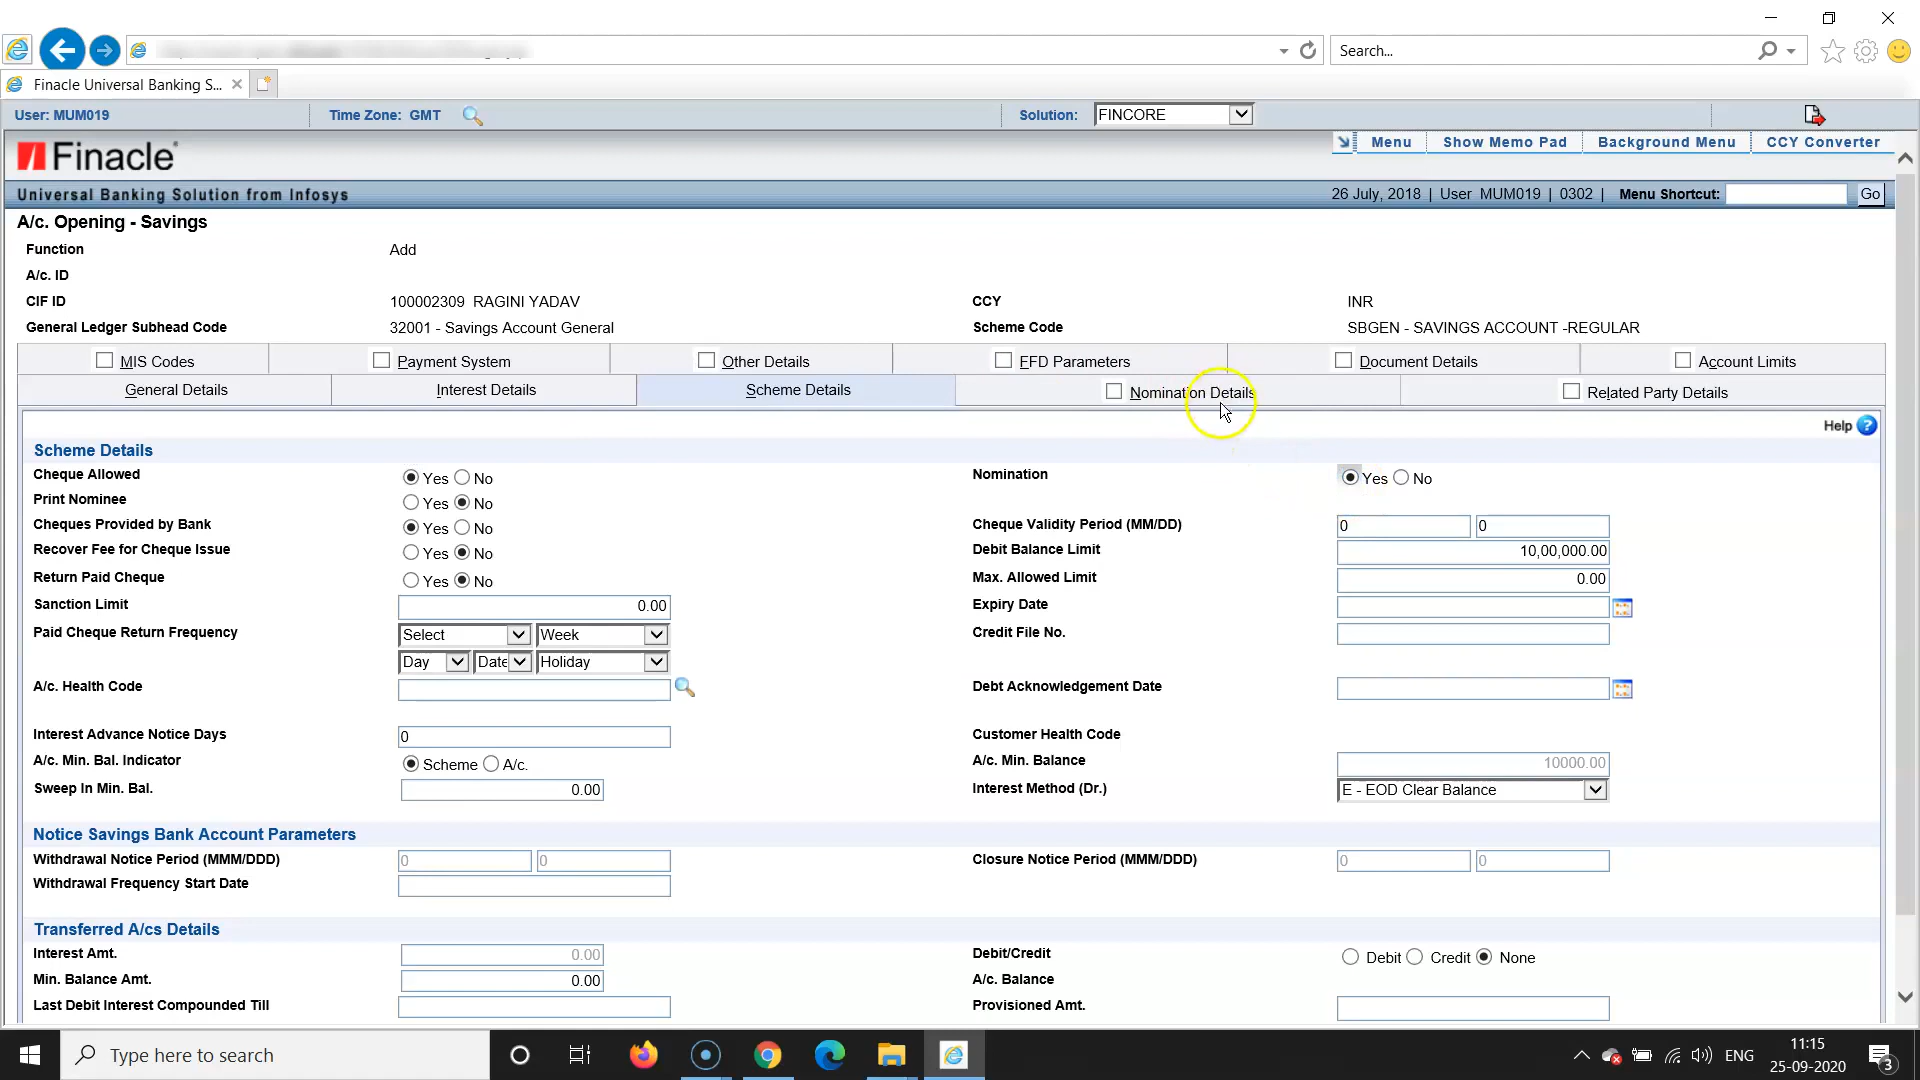 Search...
Finacle Universal Banking S...
User: MUM019
Time Zone: GMT
Solution: FINCORE
Finacle
Menu
Show Memo Pad
Background Menu
CCY Converter
Universal Banking Solution from Infosys
26 July, 2018 | User MUM019 | 0302 | Menu Shortcut: Go
A/c. Opening - Savings
Function Add
A/c. ID
CIF ID 100002309 RAGINI YADAV CCY INR
General Ledger Subhead Code 32001 - Savings Account General Scheme Code SBGEN - SAVINGS ACCOUNT -REGULAR
MIS Codes Payment System Other Details FFD Parameters Document Details Account Limits
General Details Interest Details Scheme Details Nomination Details Related Party Details
Help ?
Scheme Details
Cheque Allowed Yes No Nomination Yes No
Print Nominee Yes No
Cheques Provided by Bank Yes No Cheque Validity Period (MM/DD) 0 0
Recover Fee for Cheque Issue Yes No Debit Balance Limit 10,00,000.00
Return Paid Cheque Yes No Max. Allowed Limit 0.00
Sanction Limit 0.00 Expiry Date
Paid Cheque Return Frequency Select Week Credit File No.
Day Date Holiday
A/c. Health Code Debt Acknowledgement Date
Interest Advance Notice Days 0 Customer Health Code
A/c. Min. Bal. Indicator Scheme A/c. A/c. Min. Balance 10000.00
Sweep In Min. Bal. 0.00 Interest Method (Dr.) E - EOD Clear Balance
Notice Savings Bank Account Parameters
Withdrawal Notice Period (MMM/DDD) 0 0 Closure Notice Period (MMM/DDD) 0 0
Withdrawal Frequency Start Date
Transferred A/cs Details
Interest Amt. 0.00 Debit/Credit Debit Credit None
Min. Balance Amt. 0.00 A/c. Balance
Last Debit Interest Compounded Till Provisioned Amt.
Type here to search
ENG
11:15
25-09-2020
3